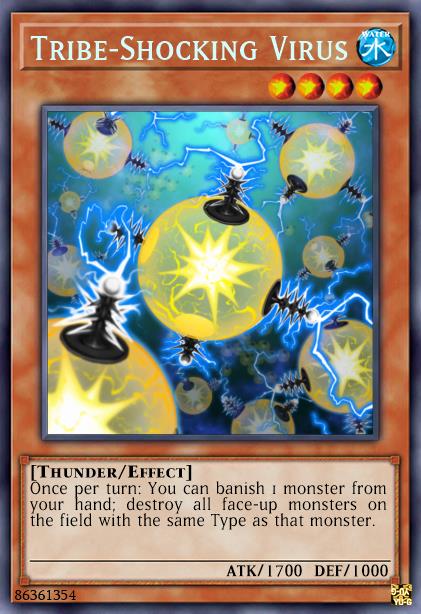 Tribe-Shocking Virus
WATER
水
[Thunder/Effect]
Once per turn: You can banish 1 monster from
your hand; destroy all face-up monsters on
the field with the same Type as that monster.
ATK/1700 DEF/1000
86361354